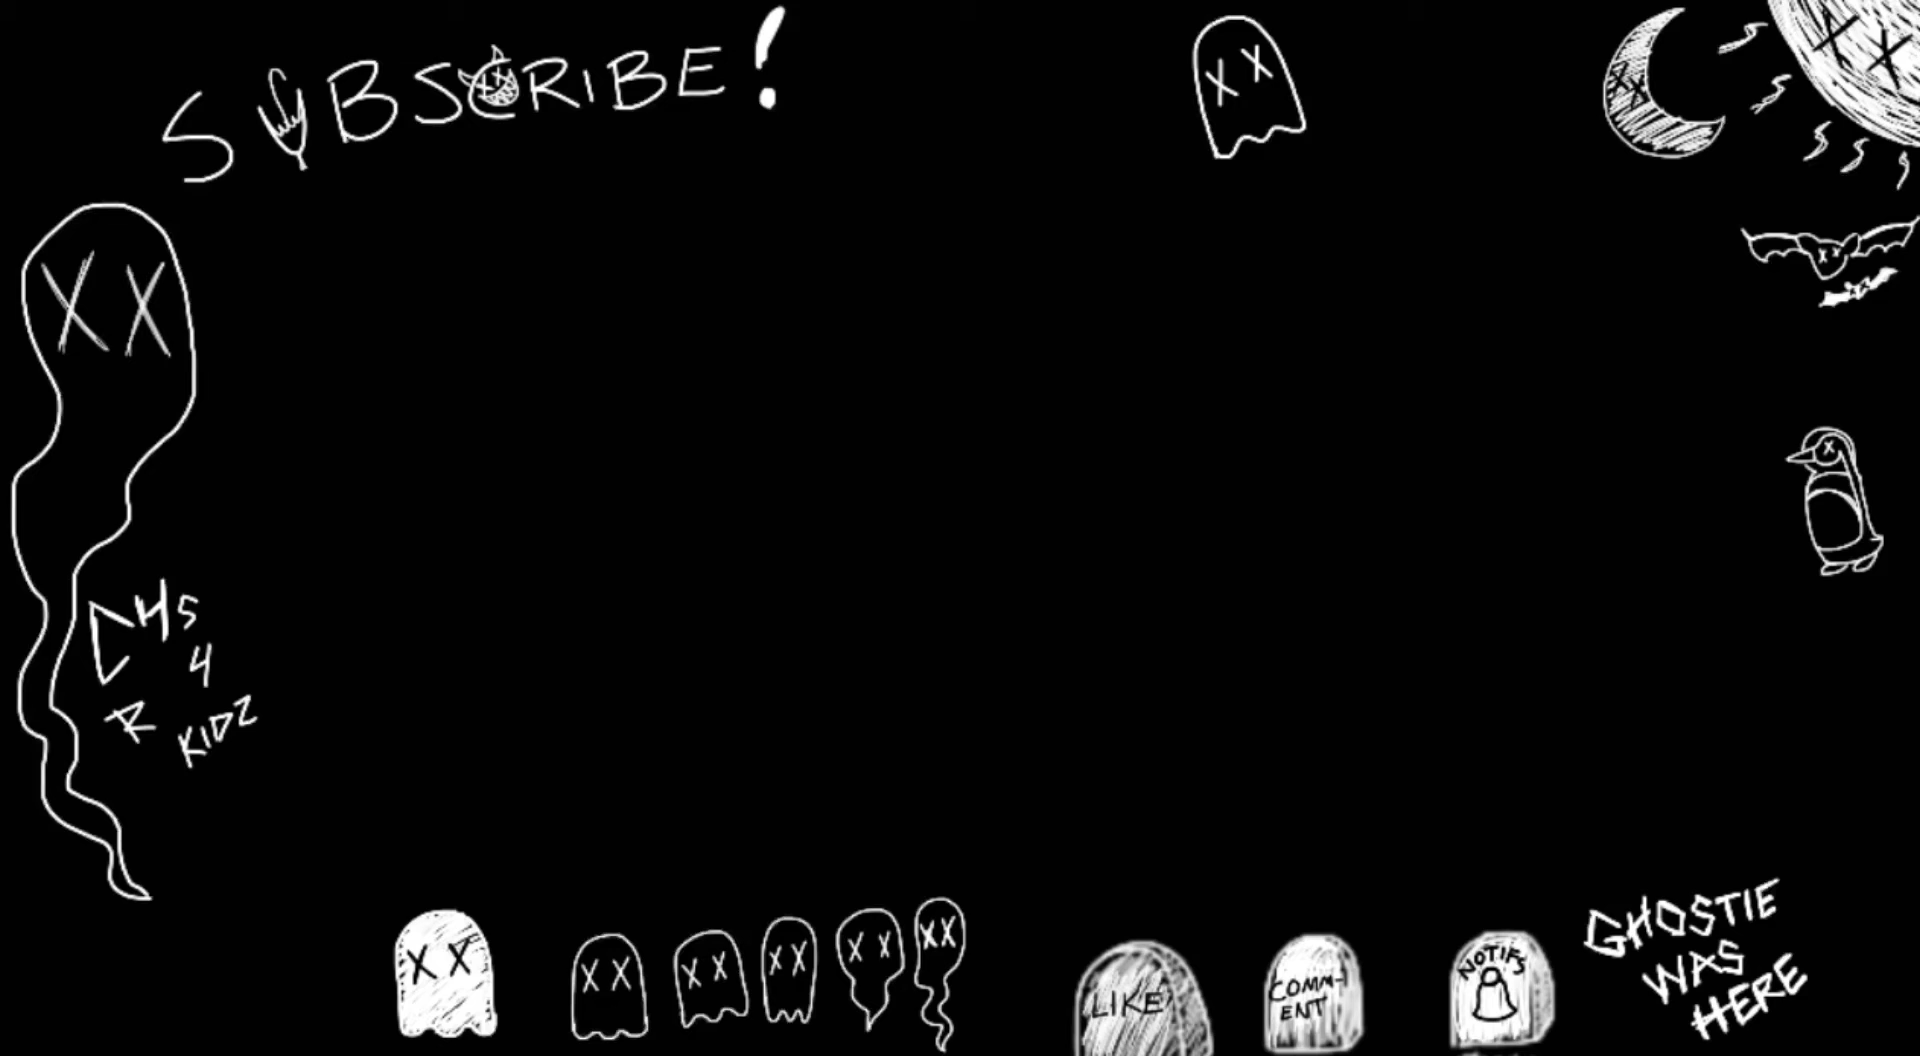 SUBSCRIBE!
CHS
4
R KIDZ
LIKE
COMM-
ENT
NOTIFS
GHOSTIE
WAS
HERE